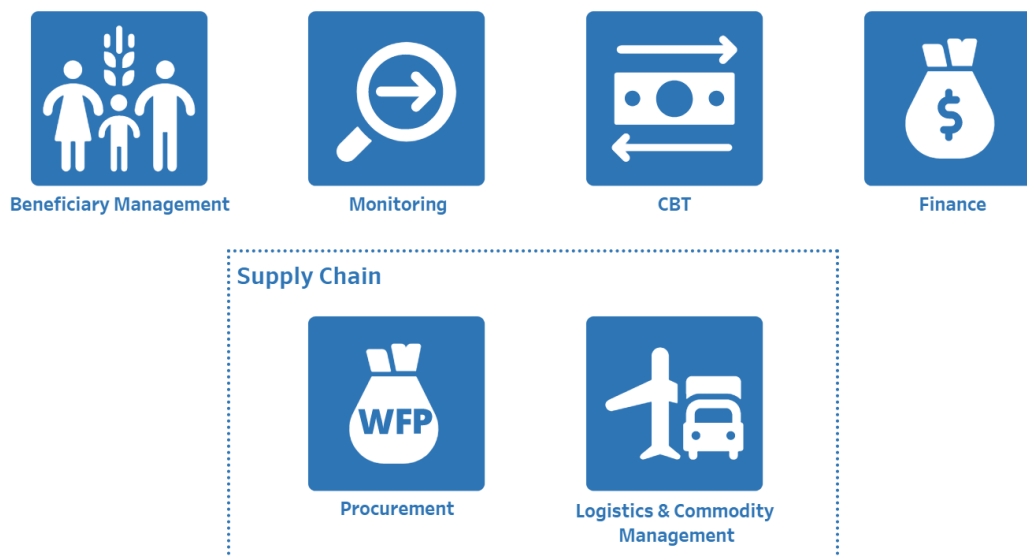 Beneficiary Management
Monitoring
CBT
$
Finance
Supply Chain
WFP
Procurement
Logistics & Commodity
Management